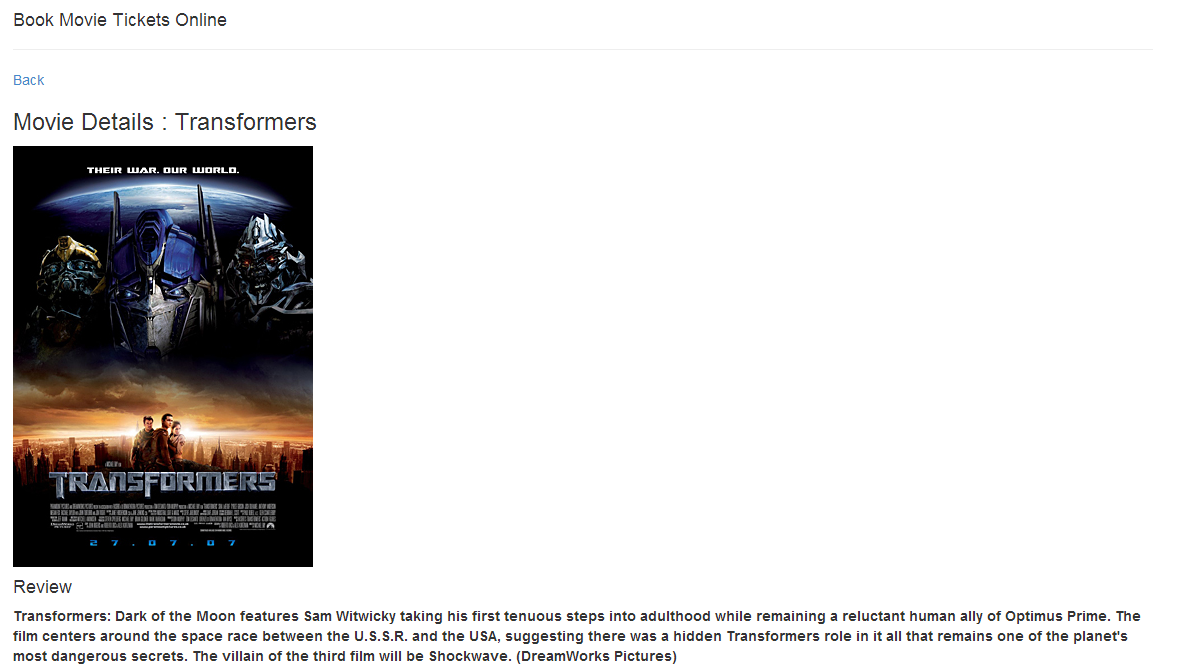 Book Movie Tickets Online
Back
Movie Details : Transformers
THEIR WAR. OUR WORLD.
TRANSFORMERS
27.07.07
Review
Transformers: Dark of the Moon features Sam Witwicky taking his first tenuous steps into adulthood while remaining a reluctant human ally of Optimus Prime. The
film centers around the space race between the U.S.S.R. and the USA, suggesting there was a hidden Transformers role in it all that remains one of the planet's
most dangerous secrets. The villain of the third film will be Shockwave. (DreamWorks Pictures)